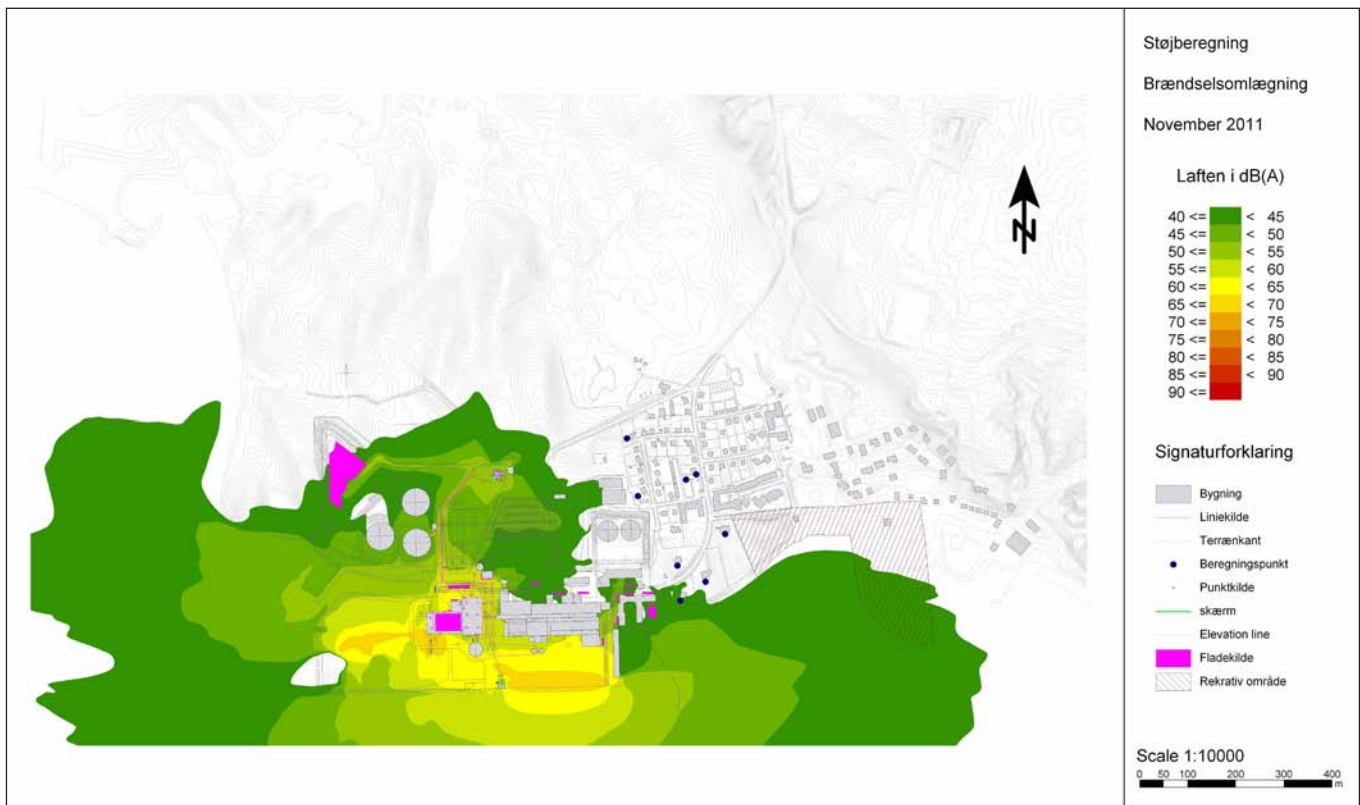 Støjberegning
Brændselsomlægning
November 2011
Laften i dB(A)
40 <= < 45
45 <= < 50
50 <= < 55
55 <= < 60
60 <= < 65
65 <= < 70
70 <= < 75
75 <= < 80
80 <= < 85
85 <= < 90
90 <=
N
Signaturforklaring
Bygning
Liniekilde
Terrænkant
Beregningspunkt
Punktkilde
skærm
Elevation line
Fladekilde
Rekrativ område
Scale 1:10000
0 50 100 200 300 400
m